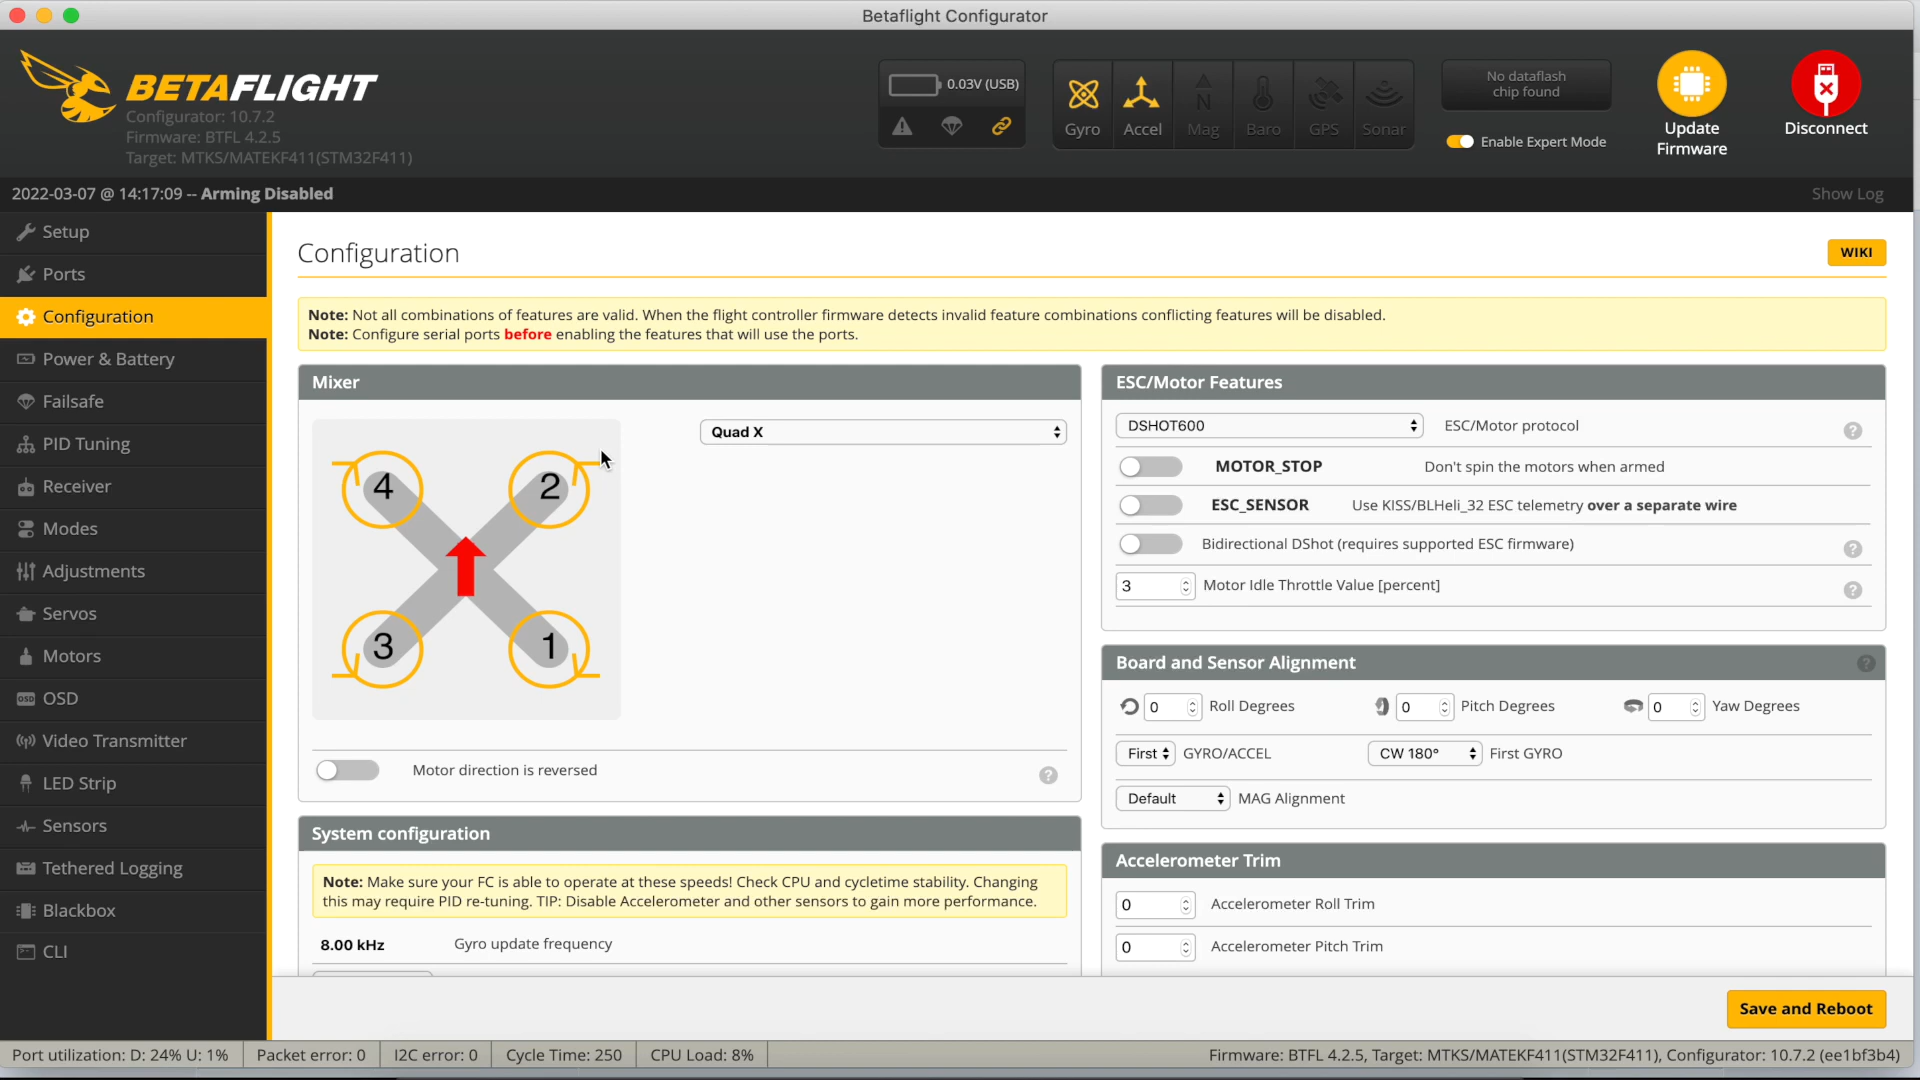 Betaflight Configurator
BETAFLIGHT
Configurator: 10.7.2
Firmware: BTFL 4.2.5
Target: MTKS/MATEKF411(STM32F411)
0.03V (USB)
Gyro
Accel
N
Mag
Baro
GPS
Sonar
No dataflash
chip found
Enable Expert Mode
Update
Firmware
Disconnect
2022-03-07 @ 14:17:09 -- Arming Disabled
Show Log
Setup
Ports
Configuration
Power & Battery
Failsafe
PID Tuning
Receiver
Modes
Adjustments
Servos
Motors
OSD
OSD
Video Transmitter
LED Strip
Sensors
Tethered Logging
Blackbox
CLI
Configuration
WIKI
Note: Not all combinations of features are valid. When the flight controller firmware detects invalid feature combinations conflicting features will be disabled.
Note: Configure serial ports before enabling the features that will use the ports.
Mixer
Quad X
4
2
3
1
Motor direction is reversed
?
System configuration
Note: Make sure your FC is able to operate at these speeds! Check CPU and cycletime stability. Changing
this may require PID re-tuning. TIP: Disable Accelerometer and other sensors to gain more performance.
8.00 kHz Gyro update frequency
ESC/Motor Features
DSHOT600 ESC/Motor protocol ?
MOTOR_STOP Don't spin the motors when armed
ESC_SENSOR Use KISS/BLHeli_32 ESC telemetry over a separate wire
Bidirectional DShot (requires supported ESC firmware) ?
3 Motor Idle Throttle Value [percent] ?
Board and Sensor Alignment ?
0 Roll Degrees 0 Pitch Degrees 0 Yaw Degrees
First GYRO/ACCEL CW 180° First GYRO
Default MAG Alignment
Accelerometer Trim
0 Accelerometer Roll Trim
0 Accelerometer Pitch Trim
Save and Reboot
Port utilization: D: 24% U: 1% Packet error: 0 I2C error: 0 Cycle Time: 250 CPU Load: 8% Firmware: BTFL 4.2.5, Target: MTKS/MATEKF411(STM32F411), Configurator: 10.7.2 (ee1bf3b4)